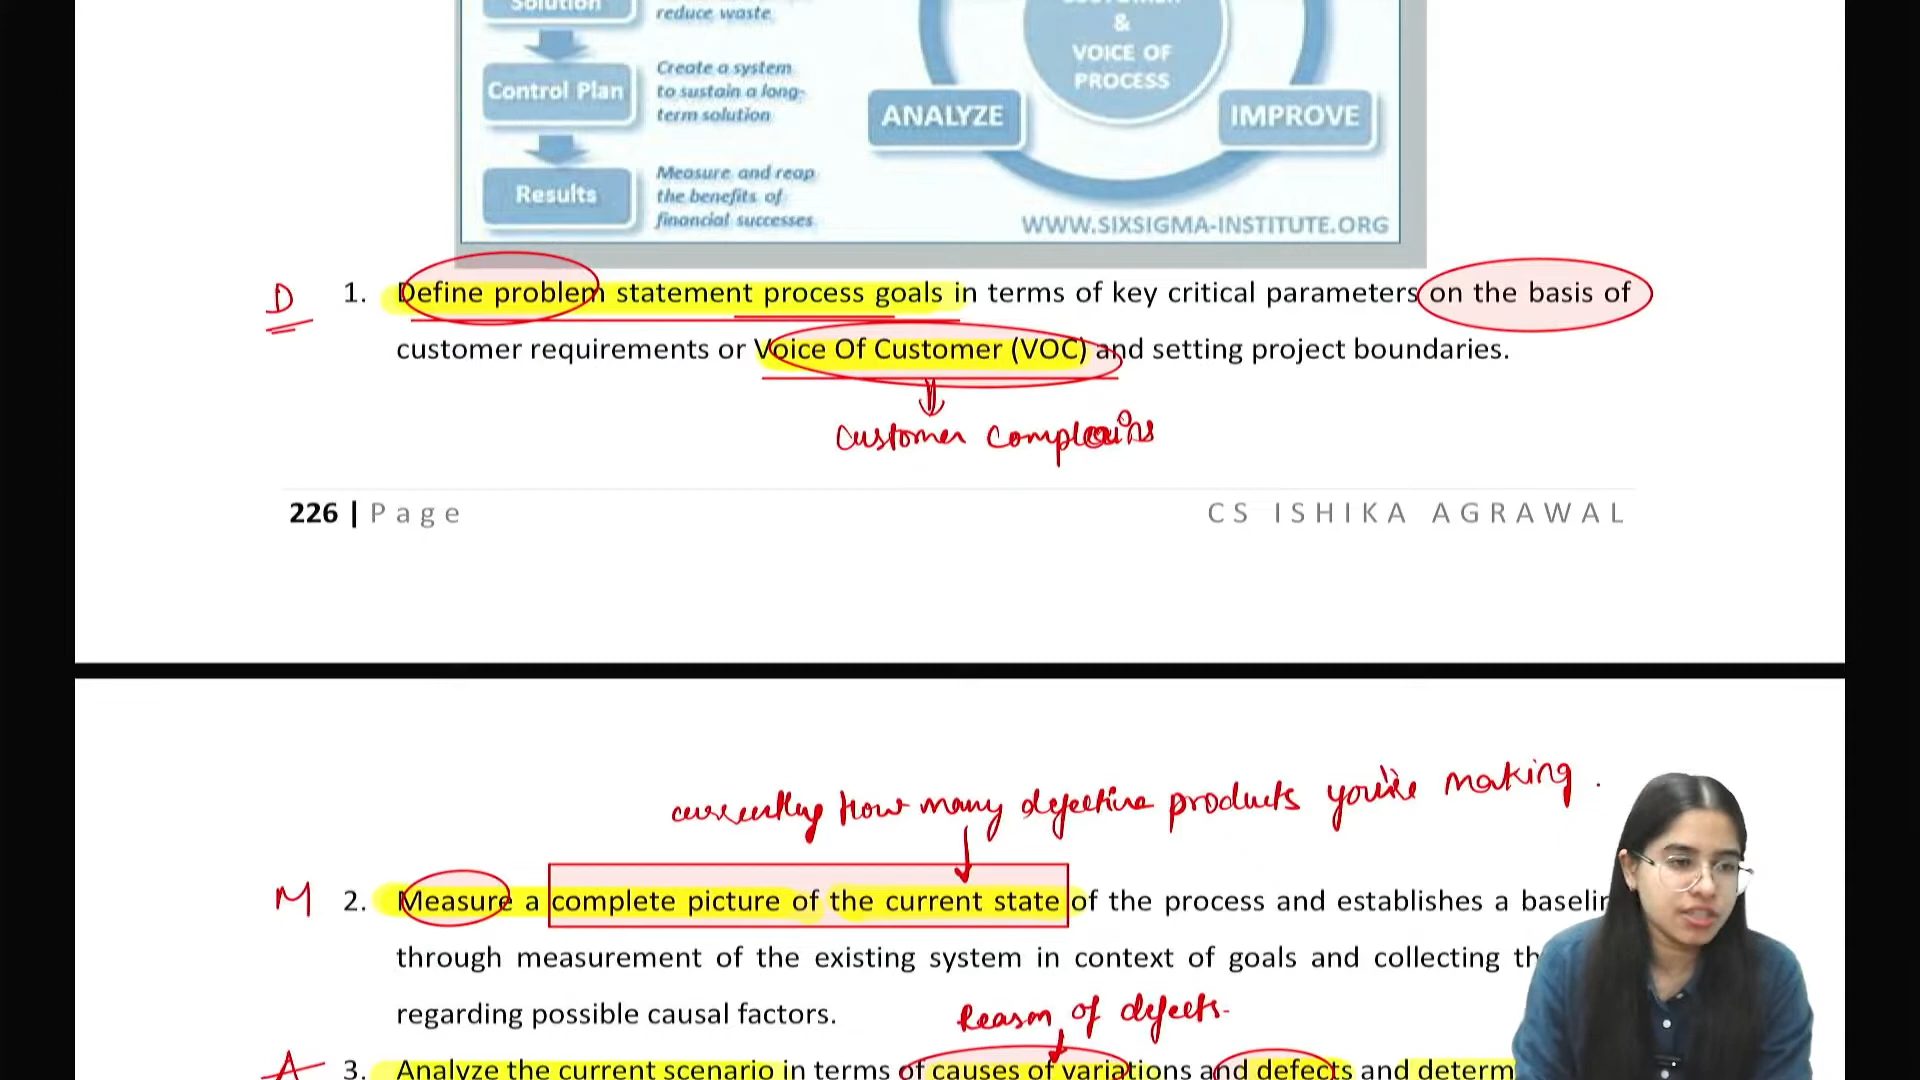 Solution
reduce waste
Control Plan
Create a system
to sustain a long-
term solution
Results
Measure and reap
the benefits of
financial successes
CUSTOMER
&
VOICE OF
PROCESS
ANALYZE
IMPROVE
WWW.SIXSIGMA-INSTITUTE.ORG
D
1. Define problem statement process goals in terms of key critical parameters on the basis of
customer requirements or Voice Of Customer (VOC) and setting project boundaries.
customer
226 | Page
CS ISHIKA AGRAWAL
currently how many defective products you're making.
M
2. Measure a complete picture of the current state of the process and establishes a
through measurement of the existing system in context of goals and collecting
regarding possible causal factors.
Reason of defects.
A
3. Analyze the current scenario in terms of causes of variations and defects and